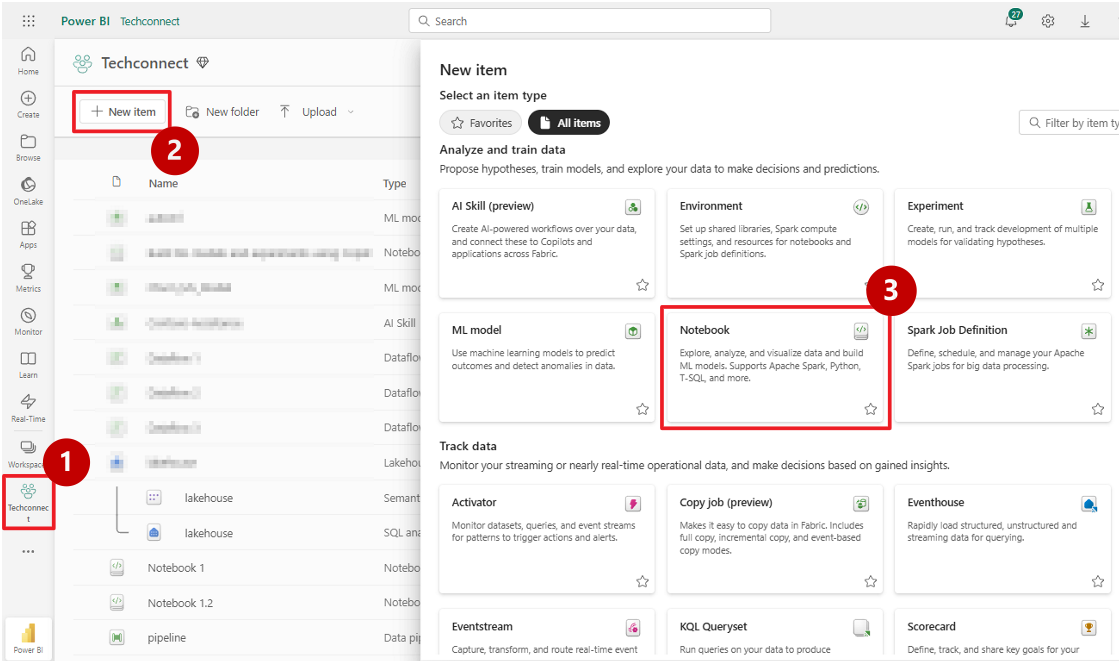 Power BI Techconnect
Search
27
Home
Create
Browse
OneLake
Apps
Metrics
Monitor
Learn
Real-Time
Workspac
1
Techconnec
t
Power BI
Techconnect
New item
2
New folder
Upload
Name
Type
ML mod
Notebo
ML mod
AI Skill
Dataflow
Dataflow
Dataflow
Lakehou
lakehouse
Semant
lakehouse
SQL ana
Notebook 1
Notebo
Notebook 1.2
Notebo
pipeline
Data pip
New item
Select an item type
Favorites
All items
Filter by item ty
Analyze and train data
Propose hypotheses, train models, and explore your data to make decisions and predictions.
AI Skill (preview)
Create AI-powered workflows over your data,
and connect these to Copilots and
applications across Fabric.
Environment
Set up shared libraries, Spark compute
settings, and resources for notebooks and
Spark job definitions.
Experiment
Create, run, and track development of multiple
models for validating hypotheses.
3
ML model
Use machine learning models to predict
outcomes and detect anomalies in data.
Notebook
Explore, analyze, and visualize data and build
ML models. Supports Apache Spark, Python,
T-SQL, and more.
Spark Job Definition
Define, schedule, and manage your Apache
Spark jobs for big data processing.
Track data
Monitor your streaming or nearly real-time operational data, and make decisions based on gained insights.
Activator
Monitor datasets, queries, and event streams
for patterns to trigger actions and alerts.
Copy job (preview)
Makes it easy to copy data in Fabric. Includes
full copy, incremental copy, and event-based
copy modes.
Eventhouse
Rapidly load structured, unstructured and
streaming data for querying.
Eventstream
Capture, transform, and route real-time event
KQL Queryset
Run queries on your data to produce
Scorecard
Define, track, and share key goals for your